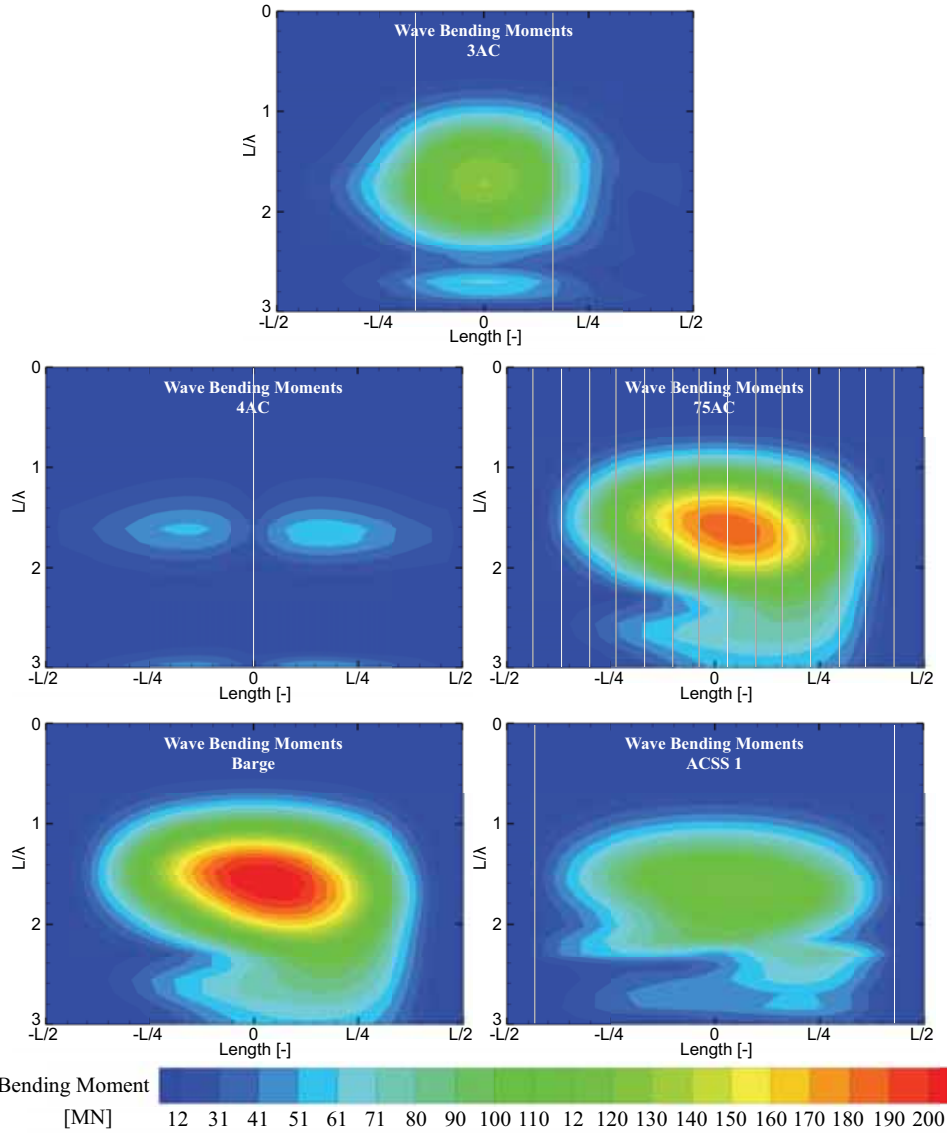 Wave Bending Moments
3AC
0
1
2
3
L/λ
-L/2 -L/4 0 L/4 L/2
Length [-]
Wave Bending Moments
4AC
0
1
2
3
L/λ
-L/2 -L/4 0 L/4 L/2
Length [-]
Wave Bending Moments
75AC
0
1
2
3
L/λ
-L/2 -L/4 0 L/4 L/2
Length [-]
Wave Bending Moments
Barge
0
1
2
3
L/λ
-L/2 -L/4 0 L/4 L/2
Length [-]
Wave Bending Moments
ACSS 1
0
1
2
3
L/λ
-L/2 -L/4 0 L/4 L/2
Length [-]
Bending Moment
[MN] 12 31 41 51 61 71 80 90 100 110 12 120 130 140 150 160 170 180 190 200